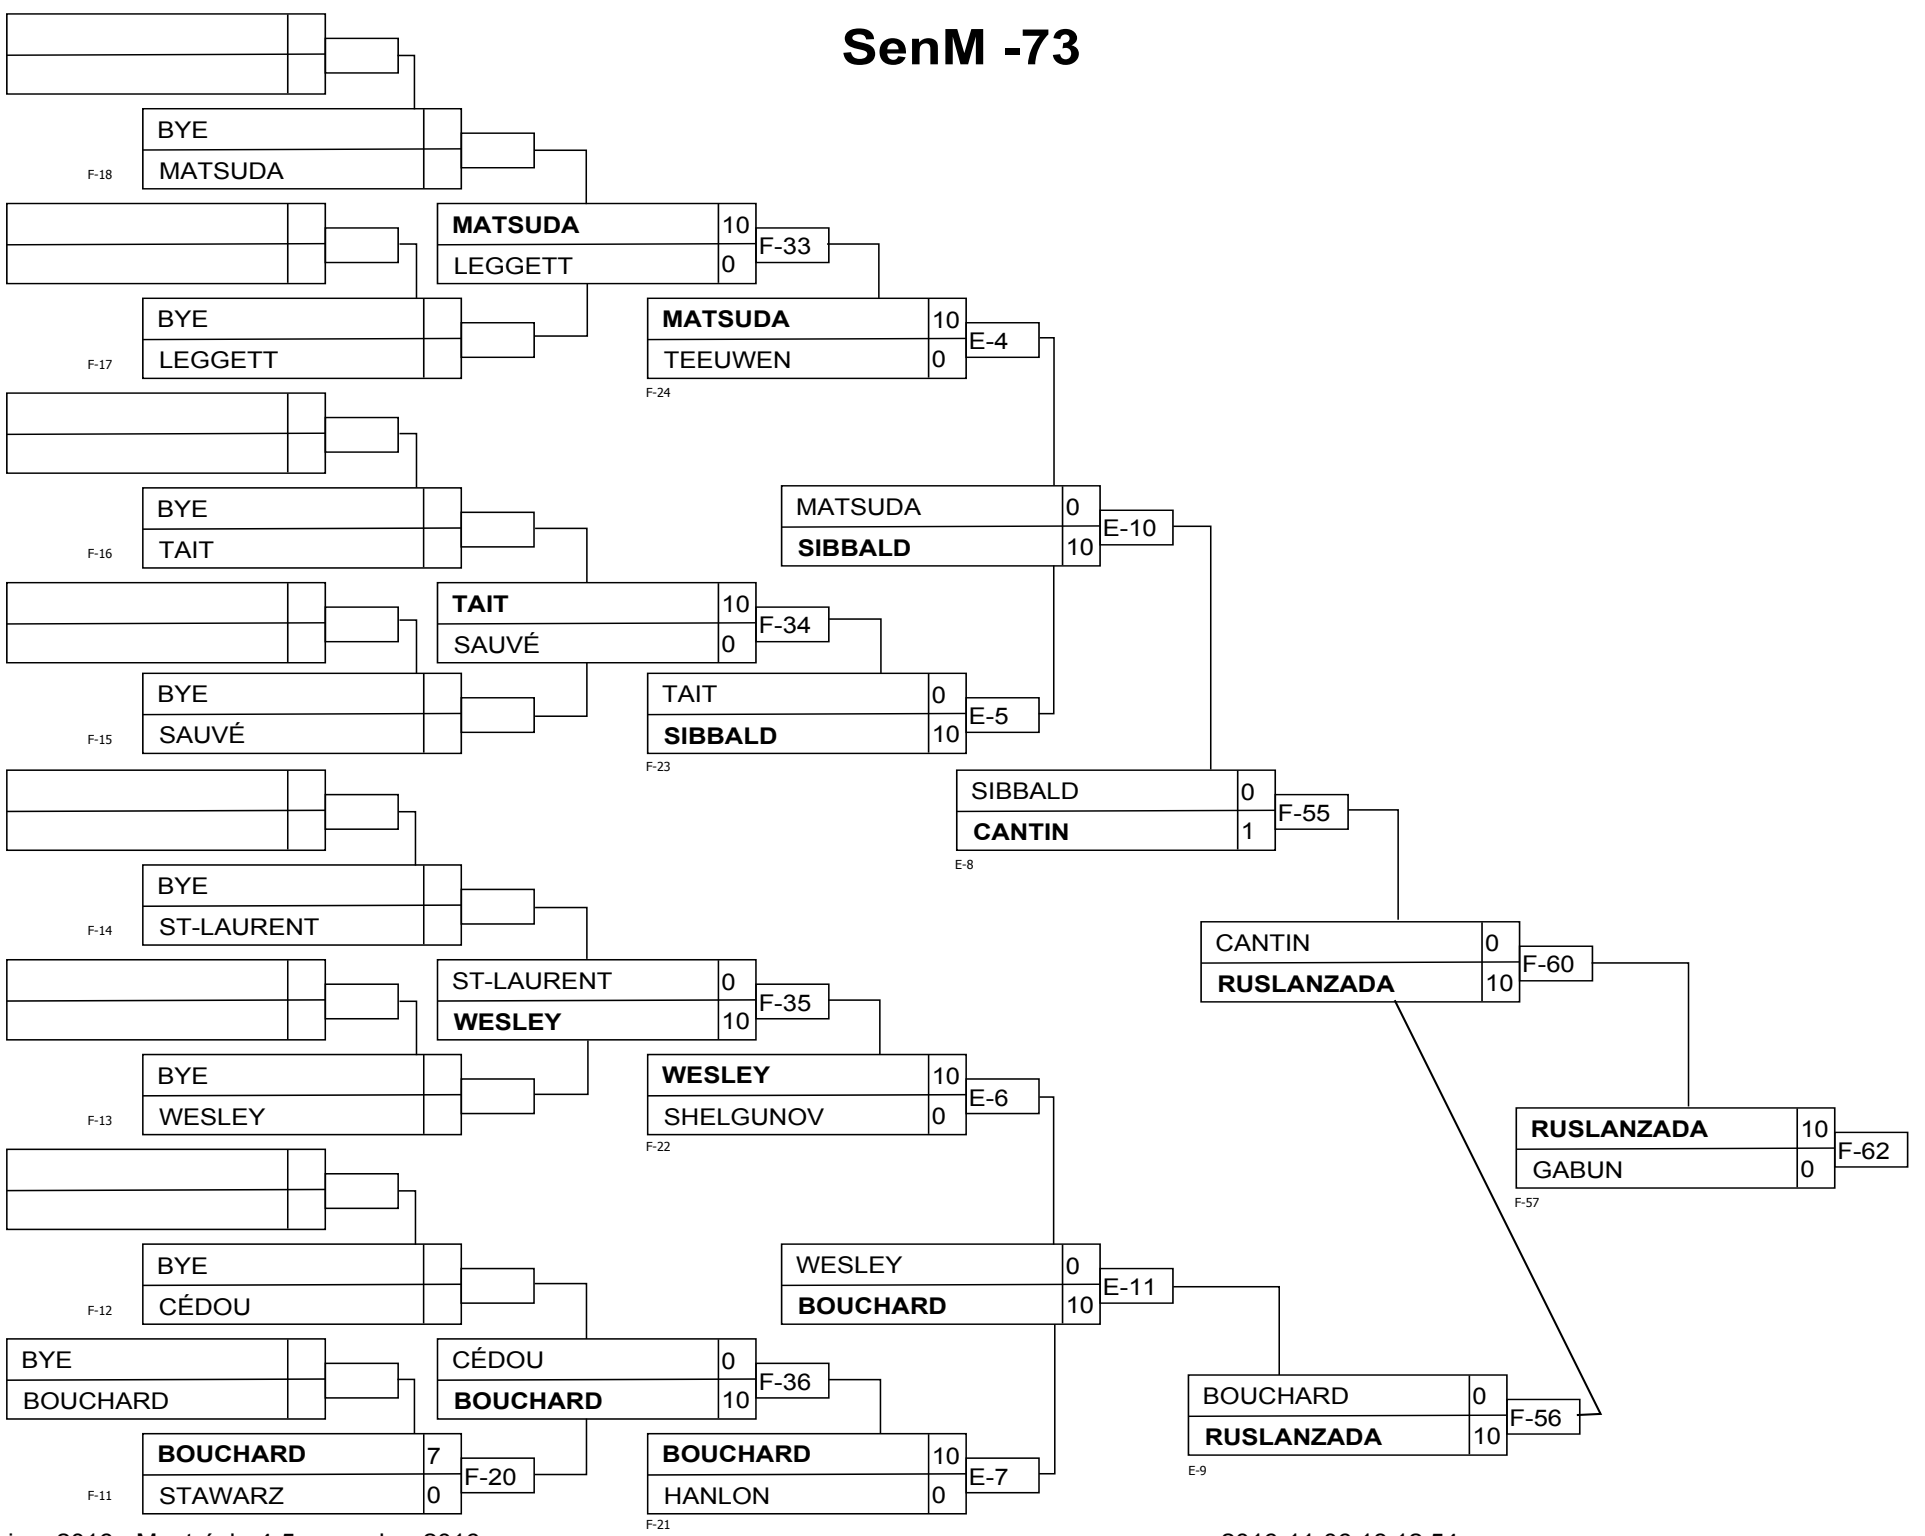 SenM -73
BYE
MATSUDA
F-18
MATSUDA 10
LEGGETT 0
F-33
BYE
LEGGETT
F-17
MATSUDA 10
TEEUWEN 0
E-4
F-24
BYE
TAIT
F-16
MATSUDA 0
SIBBALD 10
E-10
TAIT 10
SAUVÉ 0
F-34
BYE
SAUVÉ
F-15
TAIT 0
SIBBALD 10
E-5
F-23
SIBBALD 0
CANTIN 1
F-55
E-8
BYE
ST-LAURENT
F-14
CANTIN 0
RUSLANZADA 10
F-60
ST-LAURENT 0
WESLEY 10
F-35
BYE
WESLEY
F-13
WESLEY 10
SHELGUNOV 0
E-6
F-22
RUSLANZADA 10
GABUN 0
F-62
F-57
BYE
CÉDOU
F-12
WESLEY 0
BOUCHARD 10
E-11
BYE
BOUCHARD
CÉDOU 0
BOUCHARD 10
F-36
BOUCHARD 0
RUSLANZADA 10
F-56
E-9
BOUCHARD 7
STAWARZ 0
F-20
F-11
BOUCHARD 10
HANLON 0
E-7
F-21